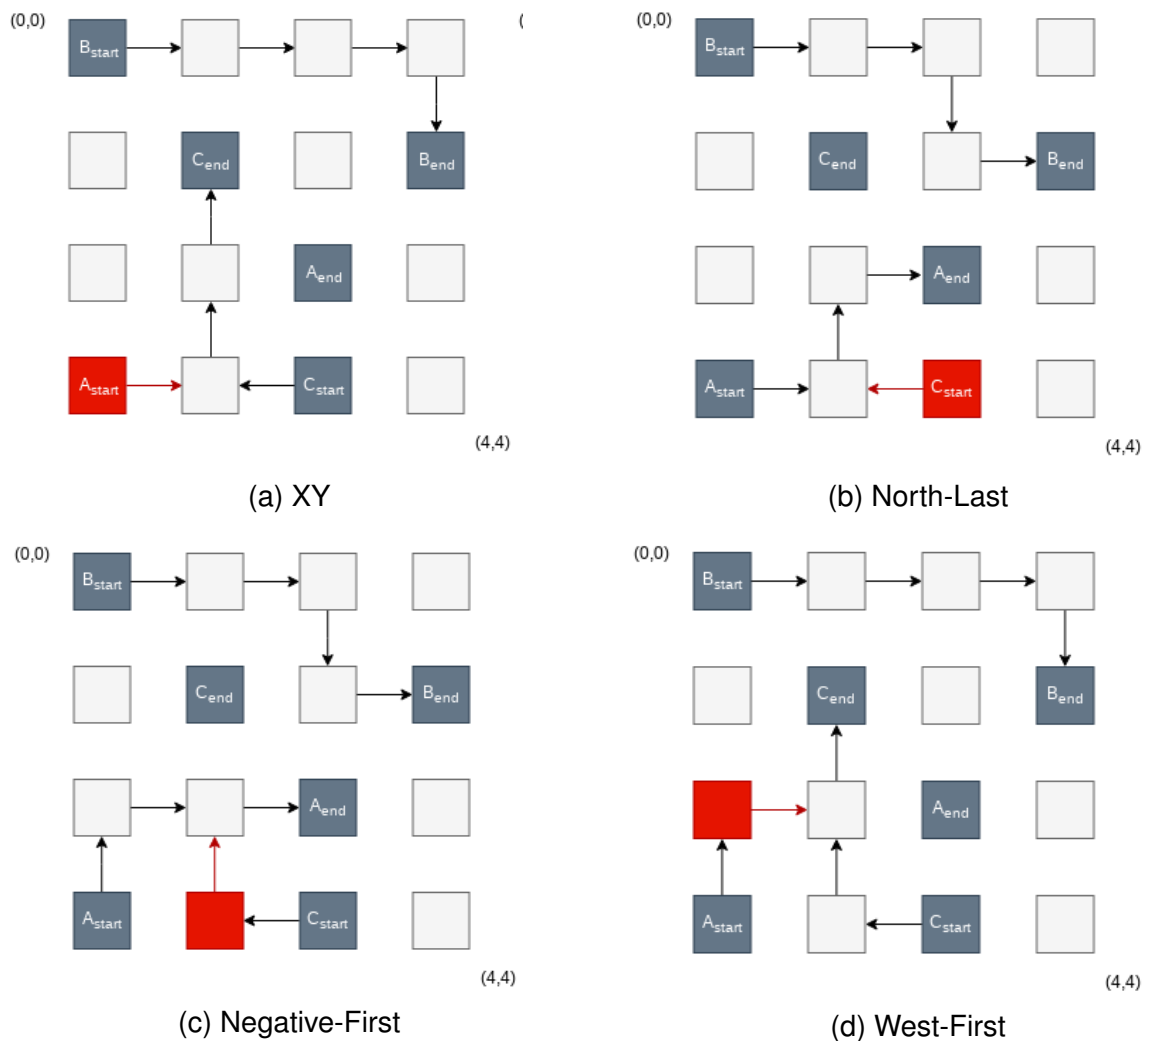 (0,0)
(
Bstart
Cend
Bend
Aend
Astart
Cstart
(4,4)
(a) XY
(0,0)
Bstart
Cend
Bend
Aend
Astart
Cstart
(4,4)
(b) North-Last
(0,0)
Bstart
Cend
Bend
Aend
Astart
Cstart
(4,4)
(c) Negative-First
(0,0)
Bstart
Cend
Bend
Aend
Astart
Cstart
(4,4)
(d) West-First